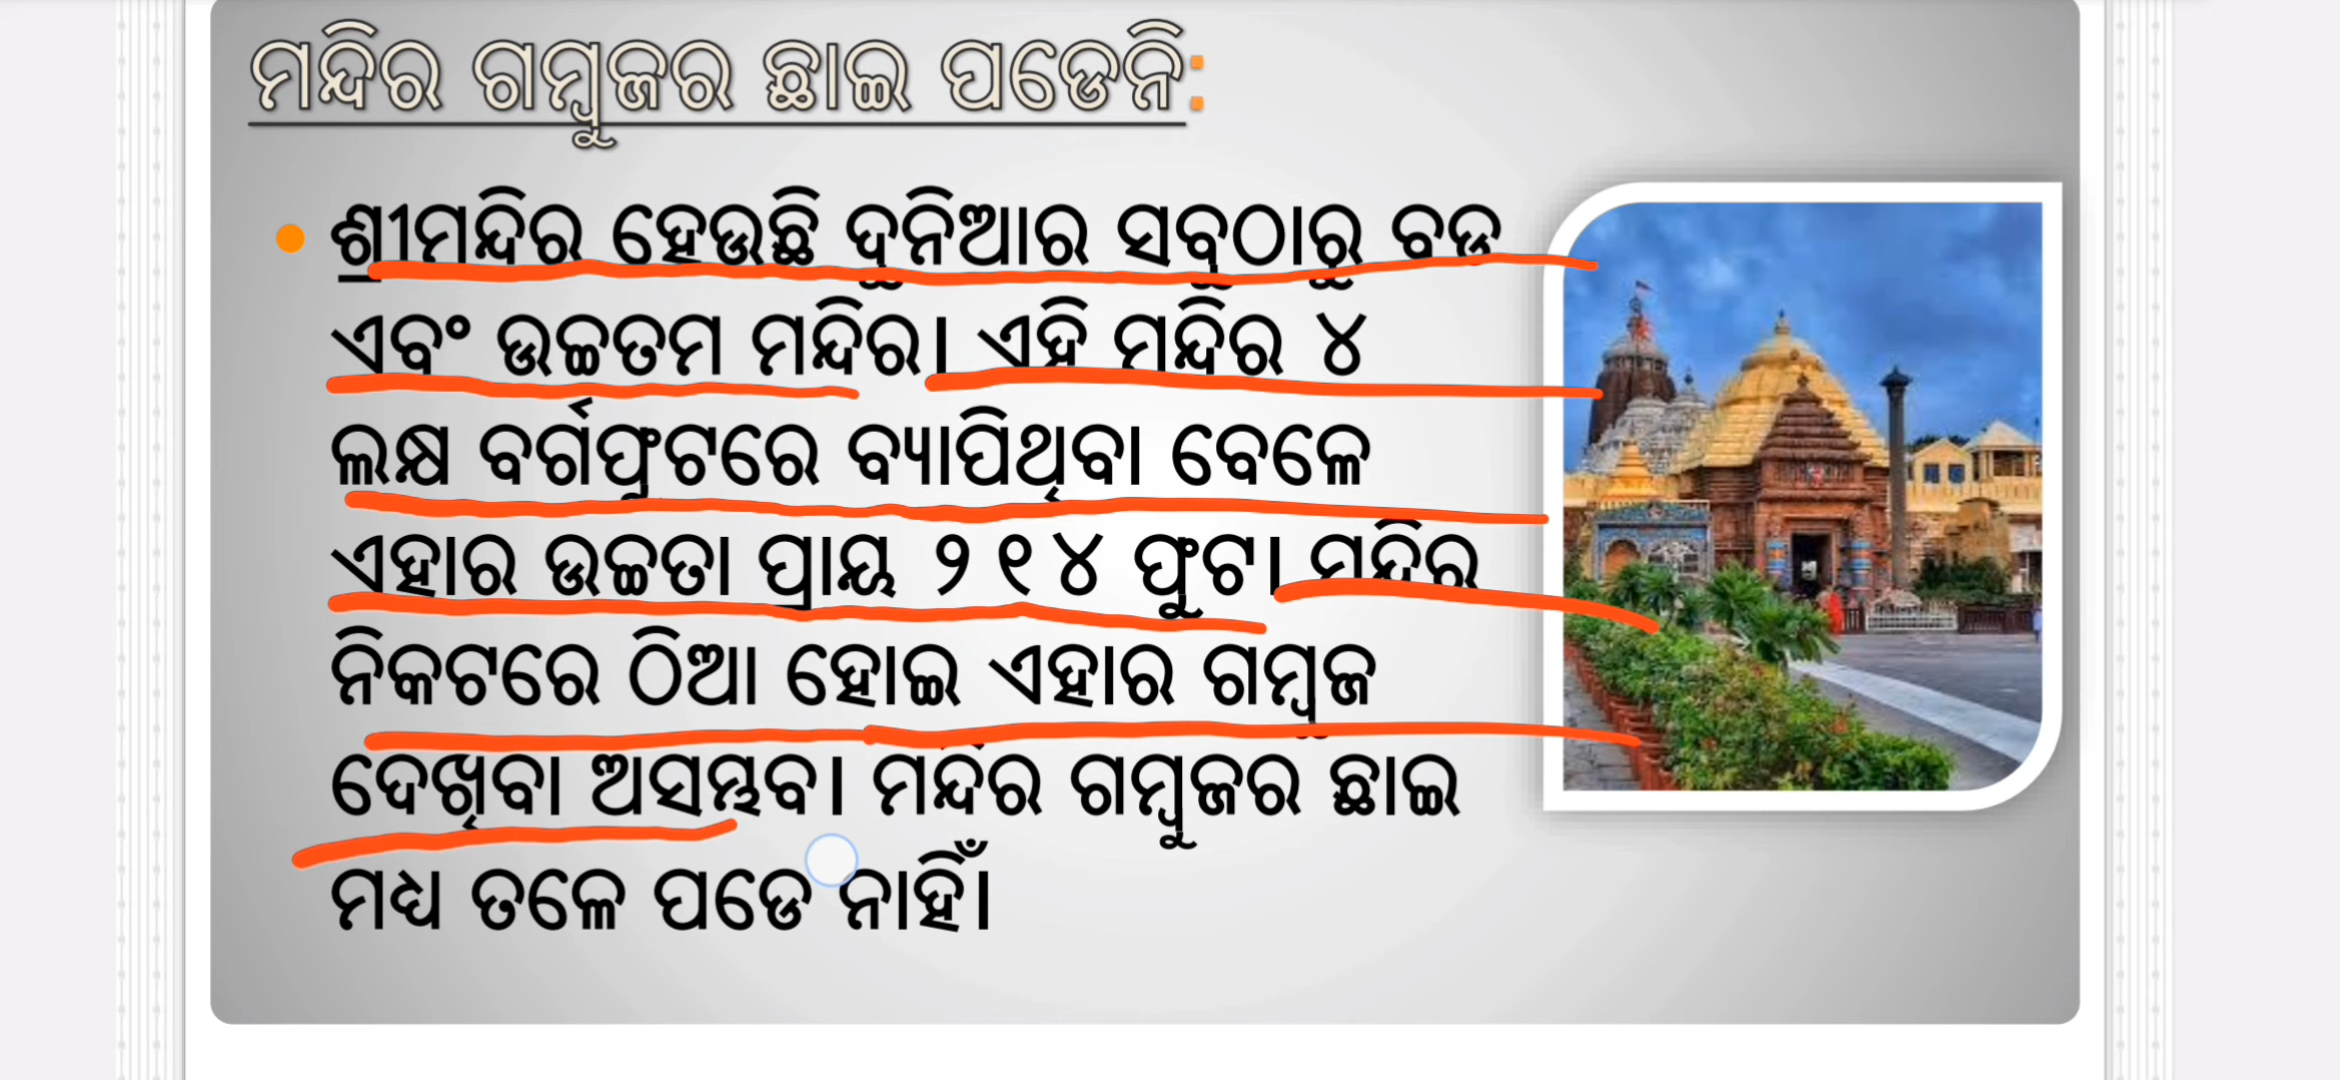 ମନ୍ଦିର ଗମ୍ବୁଜର ଛାଇ ପଡେନି:
• ଶ୍ରୀମନ୍ଦିର ହେଉଛି ଦୁନିଆର ସବୁଠାରୁ ବଡ
ଏବଂ ଉଚ୍ଚତମ ମନ୍ଦିର। ଏହି ମନ୍ଦିର ୪
ଲକ୍ଷ ବର୍ଗଫୁଟରେ ବ୍ୟାପିଥିବା ବେଳେ
ଏହାର ଉଚ୍ଚତା ପ୍ରାୟ ୨୧୪ ଫୁଟ। ମନ୍ଦିର
ନିକଟରେ ଠିଆ ହୋଇ ଏହାର ଗମ୍ବୁଜ
ଦେଖିବା ଅସମ୍ଭବ। ମନ୍ଦିର ଗମ୍ବୁଜର ଛାଇ
ମଧ୍ୟ ତଳେ ପଡେ ନାହିଁ।